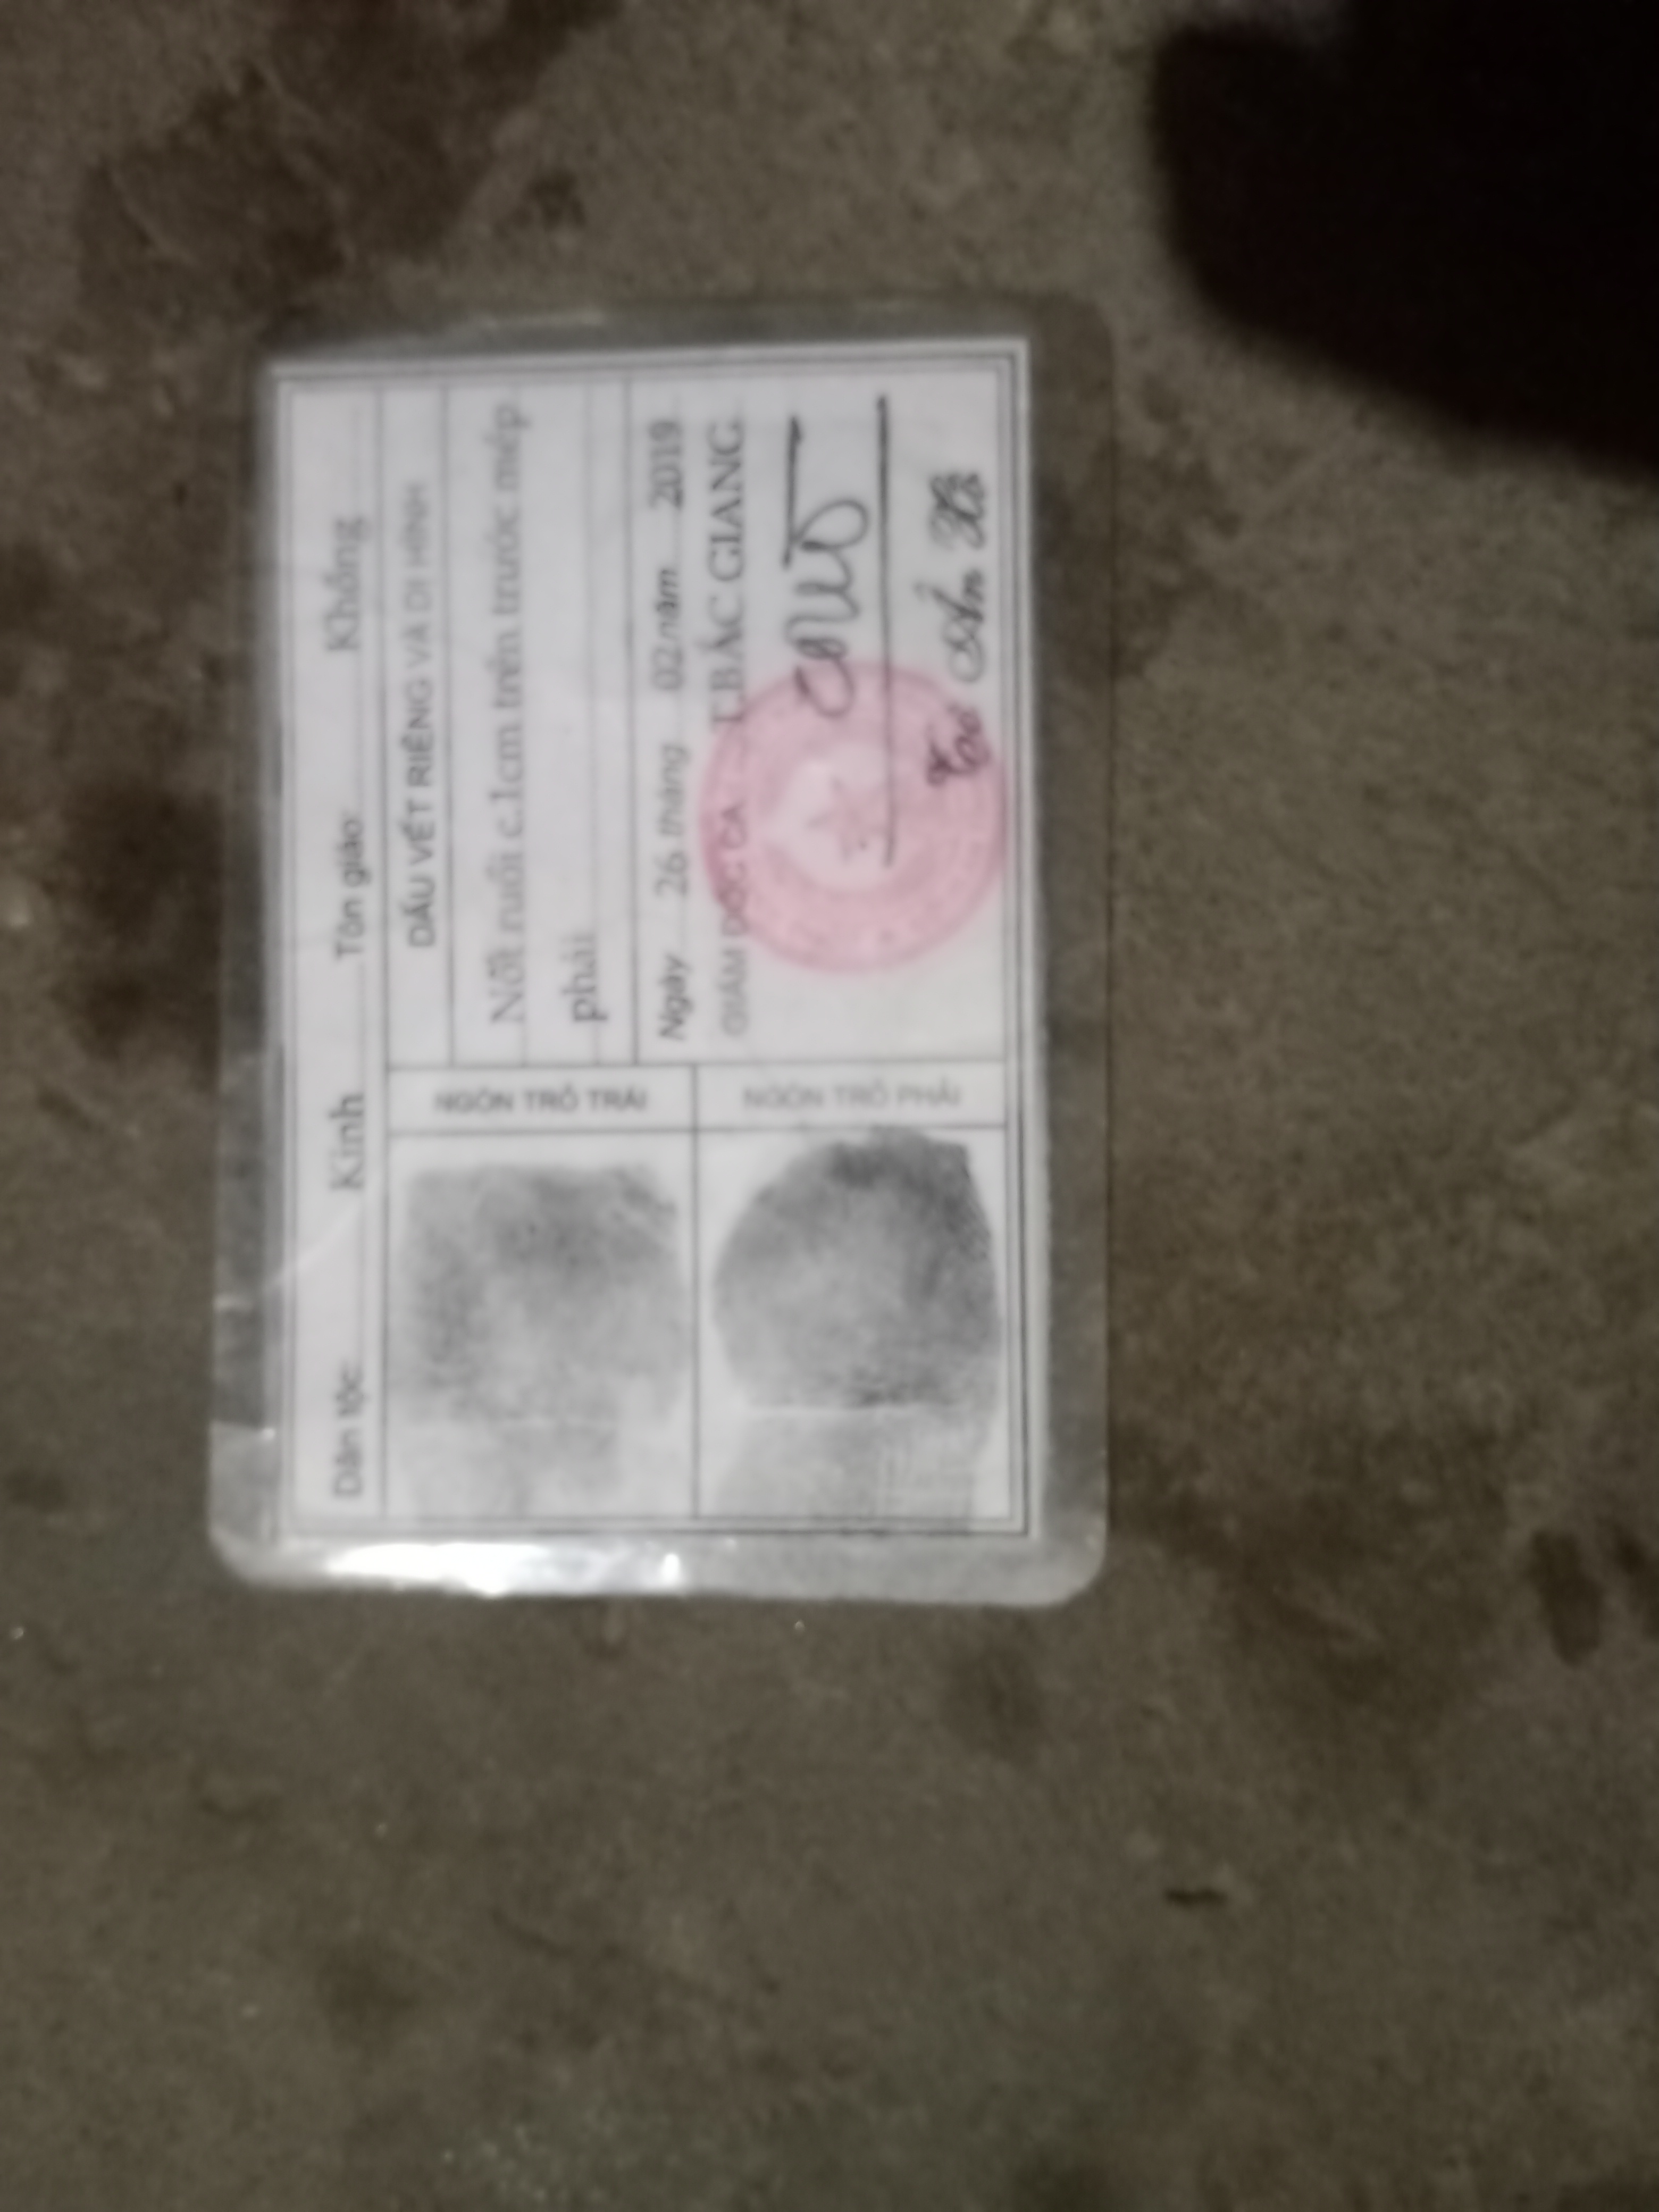 Dân tộc: Kinh Tôn giáo: Không
DẤU VẾT RIÊNG VÀ DỊ HÌNH
Nốt ruồi c.1cm trên trước mép
phải
Ngày 26 tháng 02 năm 2019
GIÁM ĐỐC CA T.BẮC GIANG
NGÓN TRỎ TRÁI
NGÓN TRỎ PHẢI